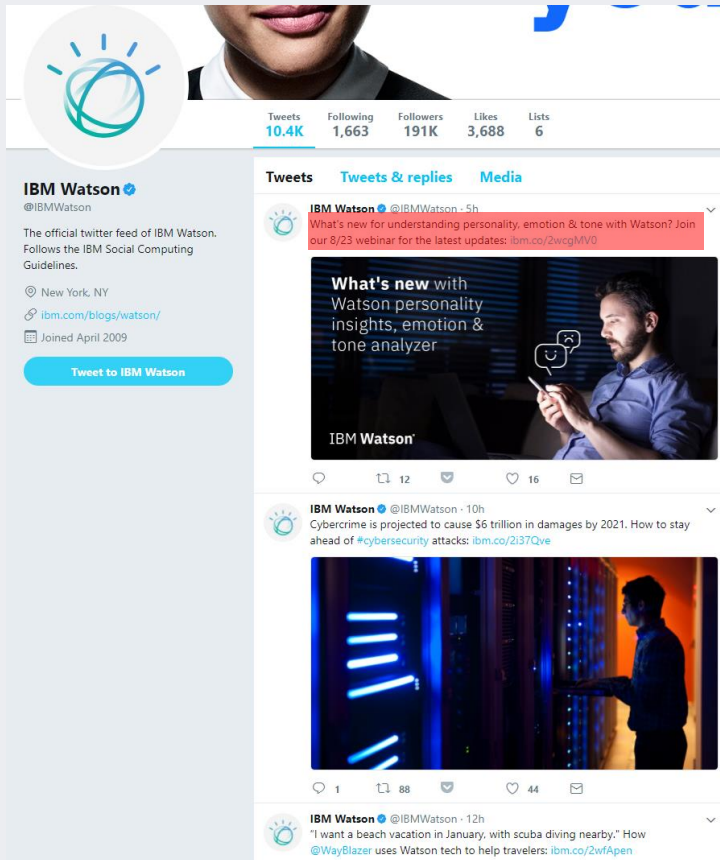 Tweets Following Followers Likes Lists
10.4K 1,663 191K 3,688 6
IBM Watson
@IBMWatson
The official twitter feed of IBM Watson.
Follows the IBM Social Computing
Guidelines.
New York, NY
ibm.com/blogs/watson/
Joined April 2009
Tweet to IBM Watson
Tweets Tweets & replies Media
IBM Watson @IBMWatson · 5h
What's new for understanding personality, emotion & tone with Watson? Join
our 8/23 webinar for the latest updates: ibm.co/2wcgMV0
What's new with
Watson personality
insights, emotion &
tone analyzer
IBM Watson
12 16
IBM Watson @IBMWatson · 10h
Cybercrime is projected to cause $6 trillion in damages by 2021. How to stay
ahead of #cybersecurity attacks: ibm.co/2i37Qve
1 88 44
IBM Watson @IBMWatson · 12h
"I want a beach vacation in January, with scuba diving nearby." How
@WayBlazer uses Watson tech to help travelers: ibm.co/2wfApen